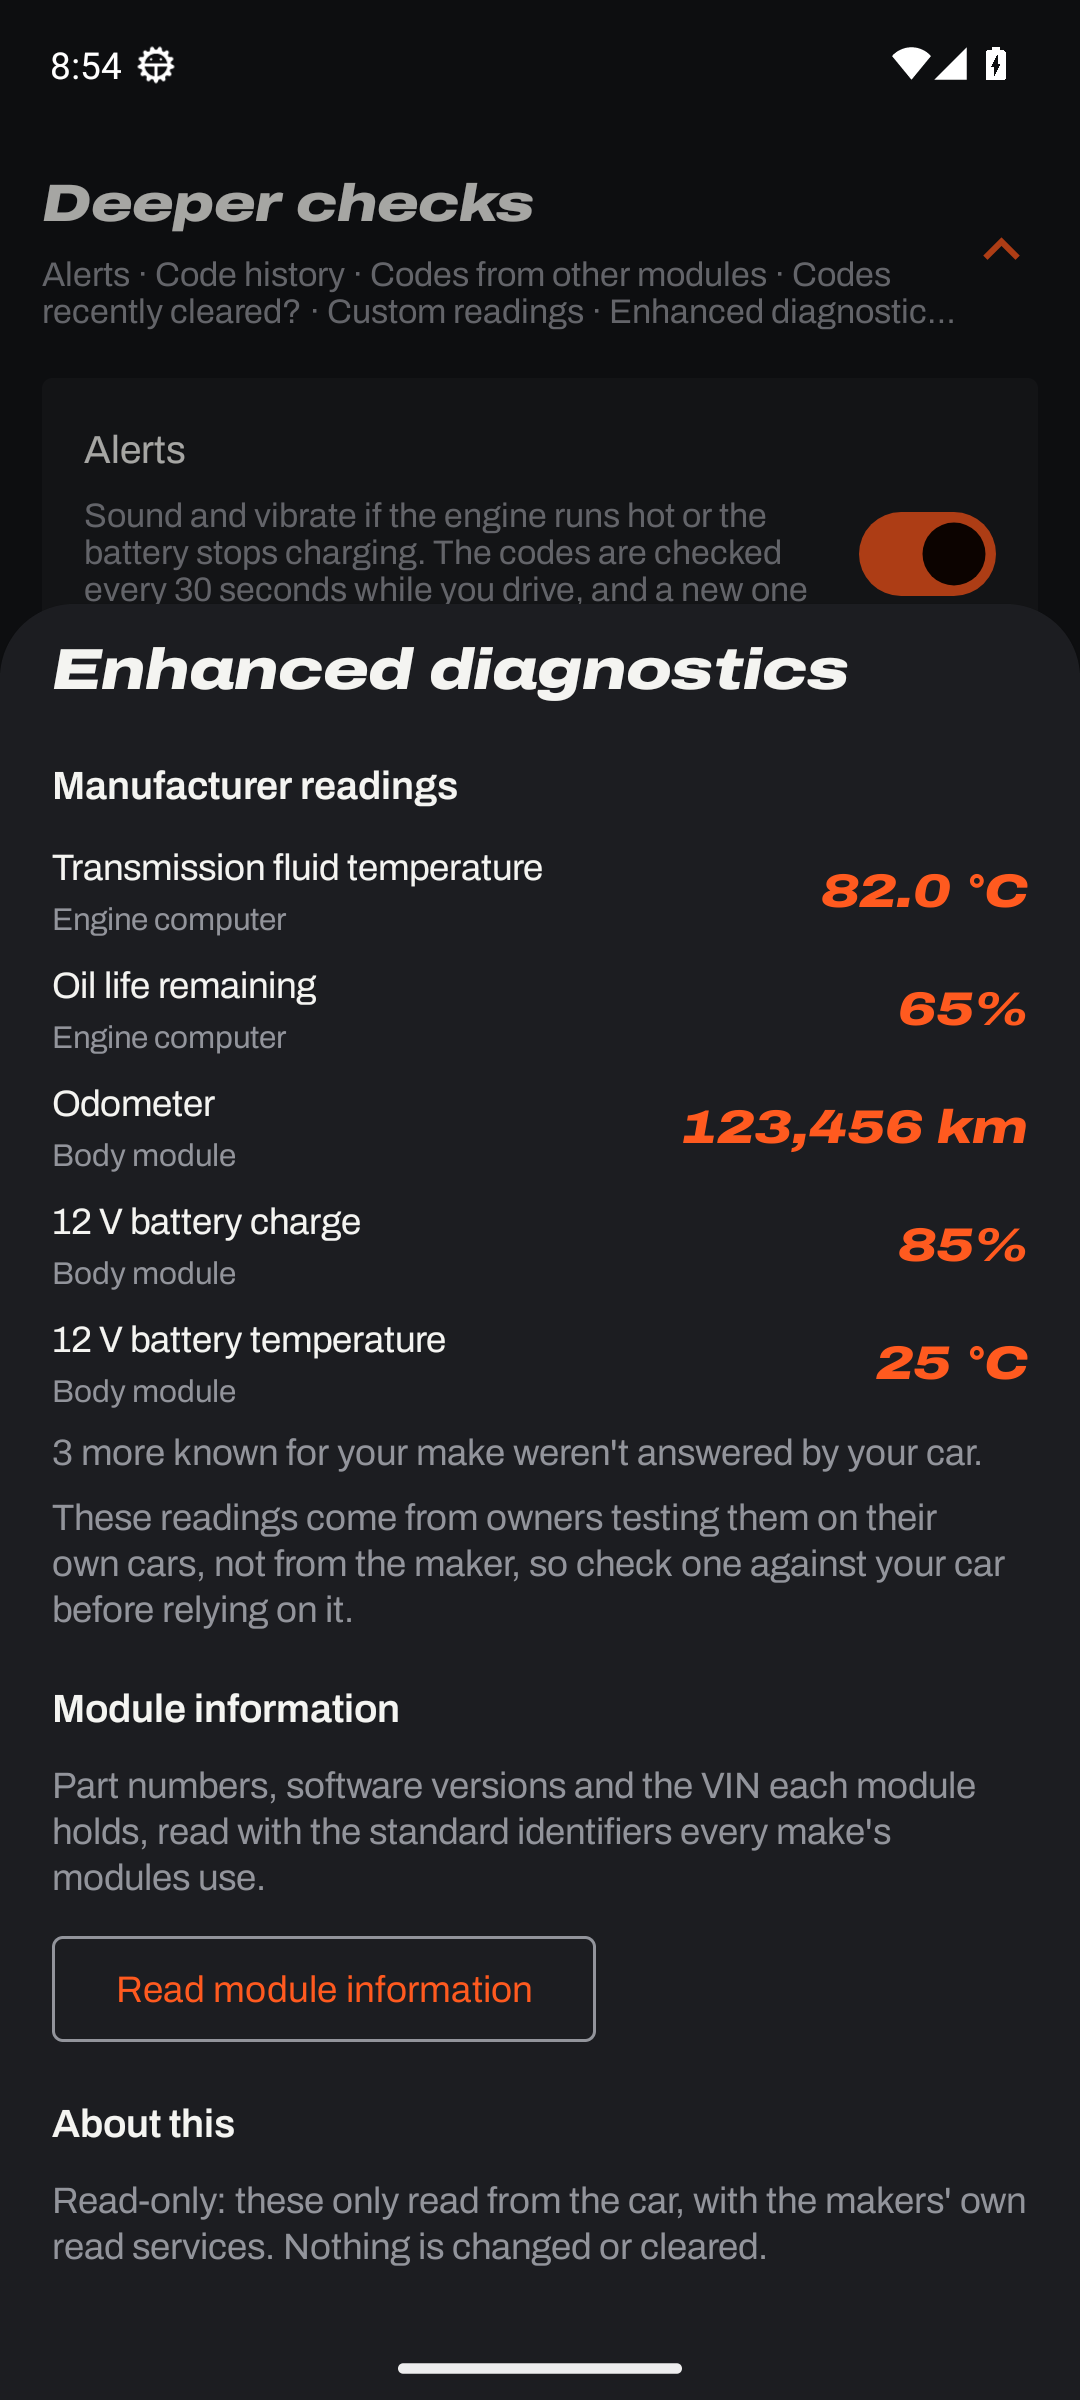 8:54
Deeper checks
Alerts · Code history · Codes from other modules · Codes
recently cleared? · Custom readings · Enhanced diagnostic...
Alerts
Sound and vibrate if the engine runs hot or the
battery stops charging. The codes are checked
every 30 seconds while you drive, and a new one
Enhanced diagnostics
Manufacturer readings
Transmission fluid temperature
Engine computer
82.0 °C
Oil life remaining
Engine computer
65%
Odometer
Body module
123,456 km
12 V battery charge
Body module
85%
12 V battery temperature
Body module
25 °C
3 more known for your make weren't answered by your car.
These readings come from owners testing them on their
own cars, not from the maker, so check one against your car
before relying on it.
Module information
Part numbers, software versions and the VIN each module
holds, read with the standard identifiers every make's
modules use.
Read module information
About this
Read-only: these only read from the car, with the makers' own
read services. Nothing is changed or cleared.